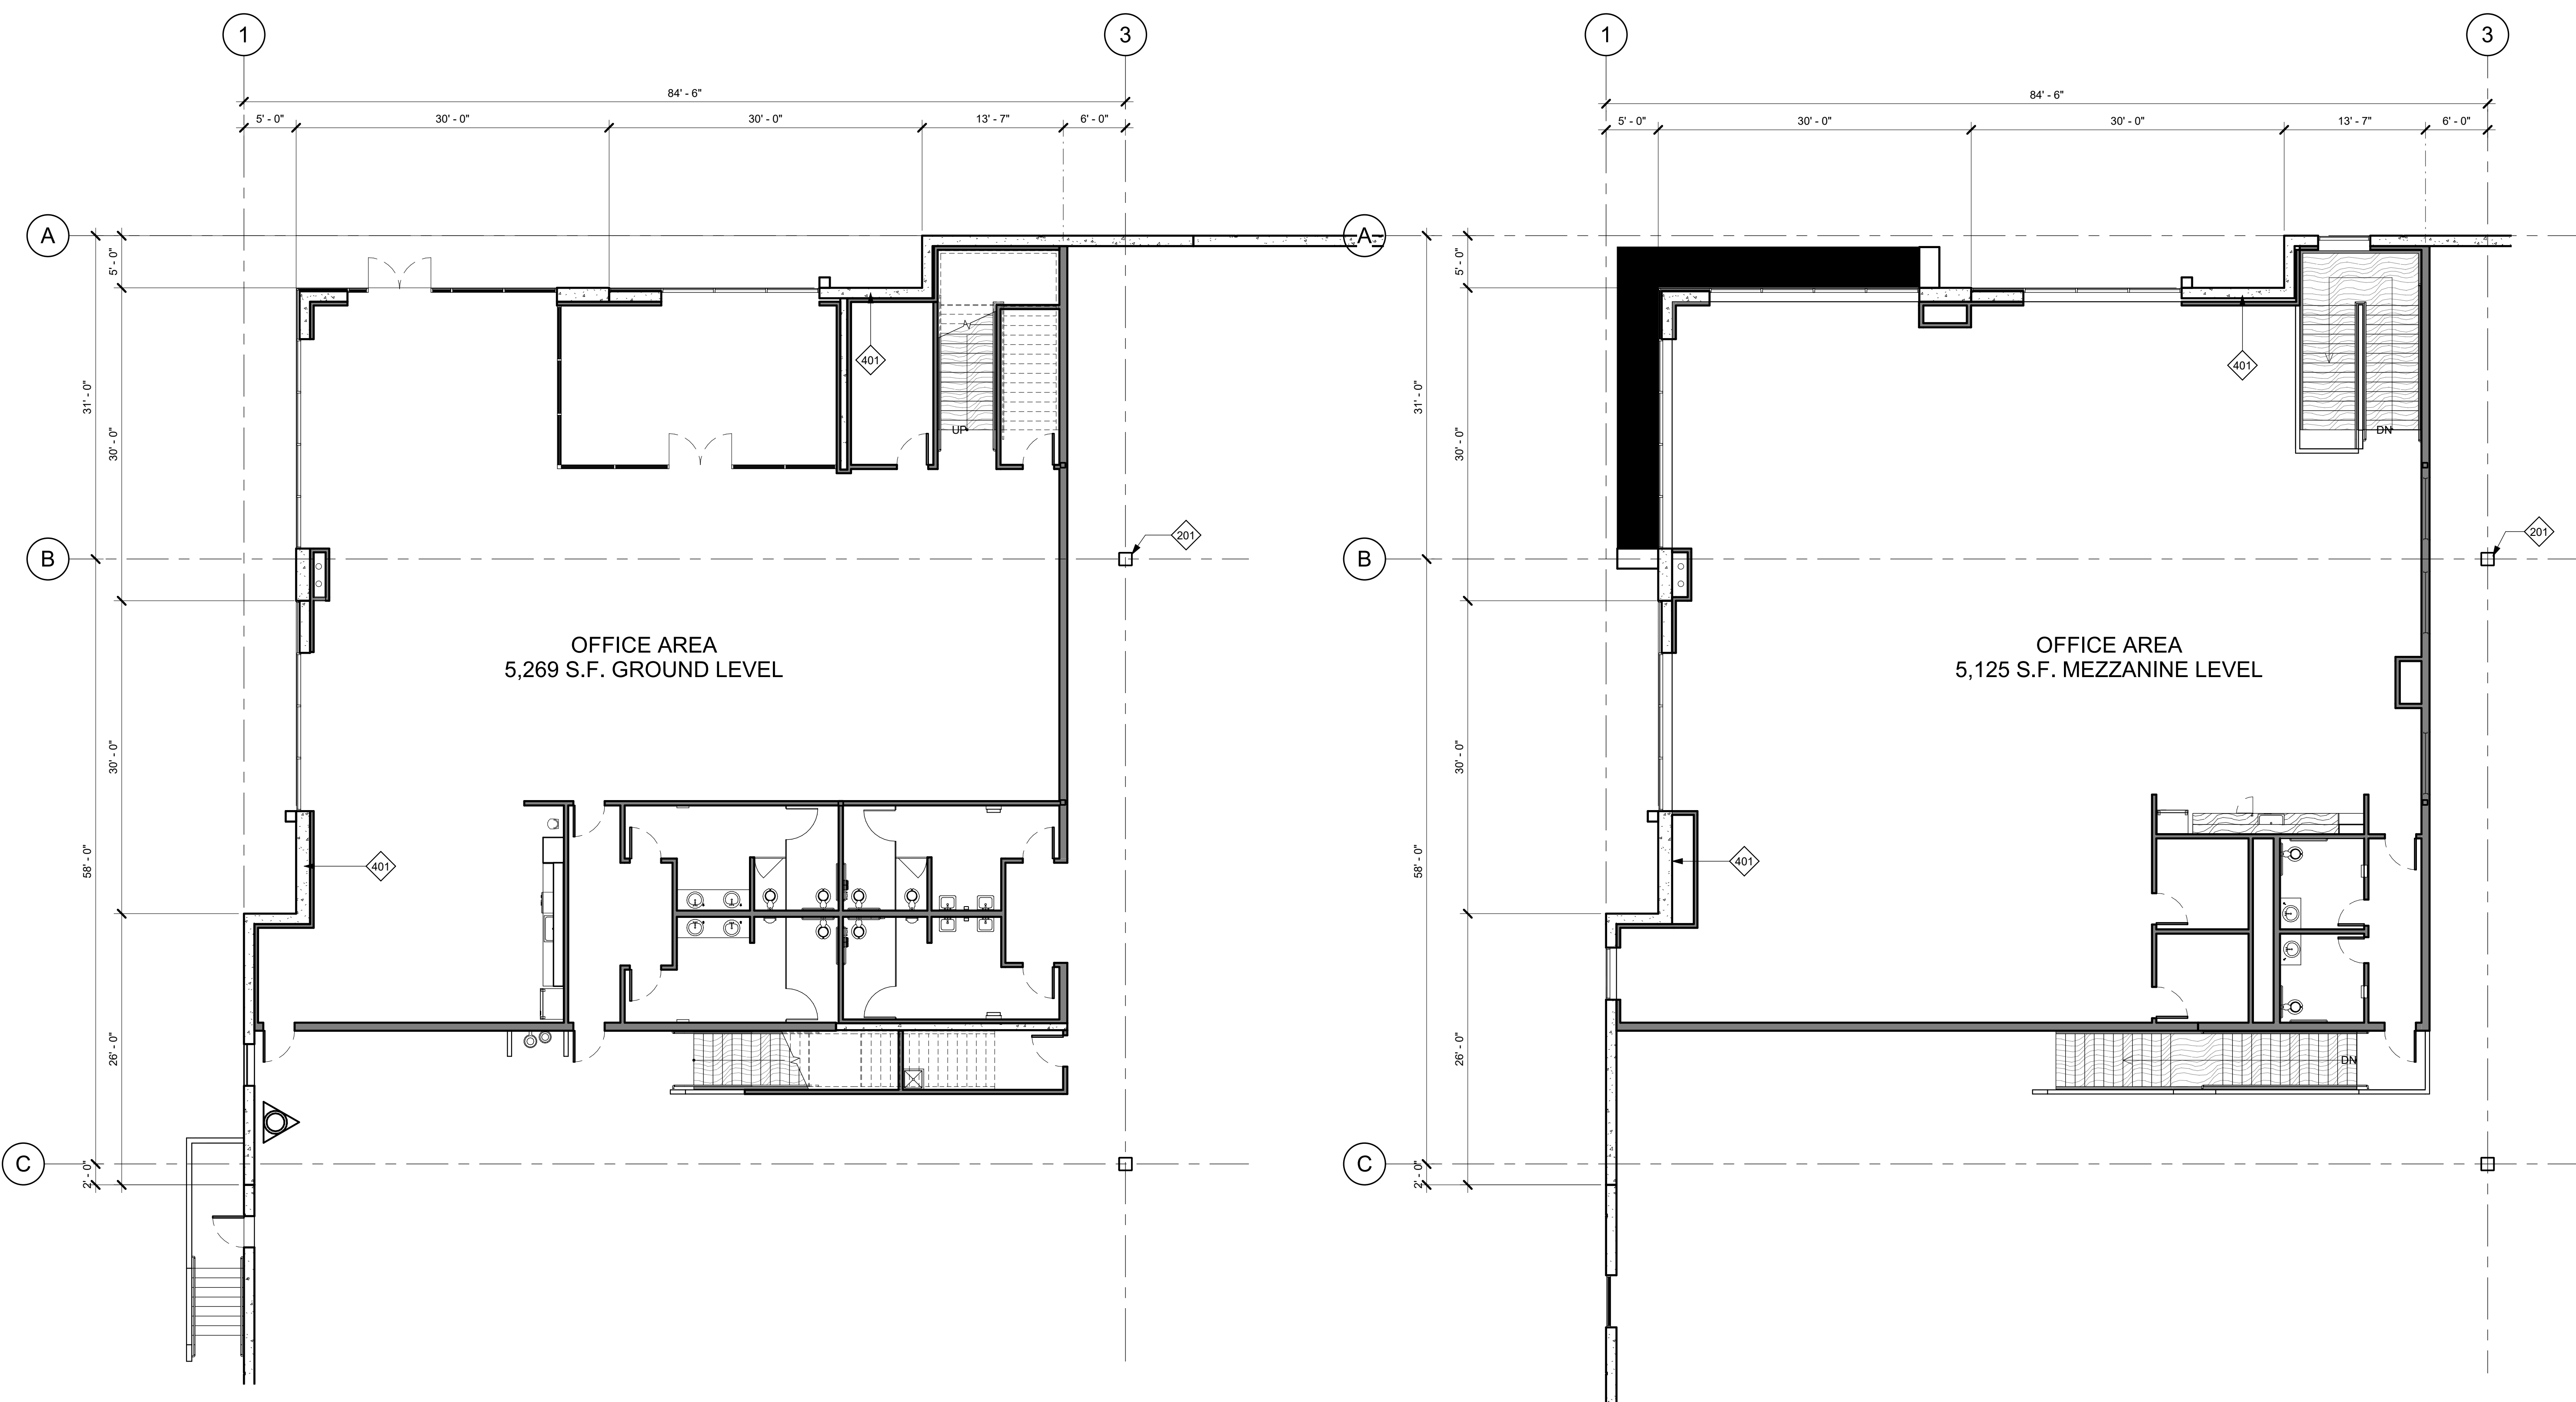 1
3
84' - 6"
5' - 0"
30' - 0"
30' - 0"
13' - 7"
6' - 0"
A
5' - 0"
31' - 0"
30' - 0"
401
UP
B
201
OFFICE AREA
5,269 S.F. GROUND LEVEL
30' - 0"
58' - 0"
401
26' - 0"
C
2' - 0"
1
3
84' - 6"
5' - 0"
30' - 0"
30' - 0"
13' - 7"
6' - 0"
A
5' - 0"
31' - 0"
30' - 0"
401
DN
B
201
OFFICE AREA
5,125 S.F. MEZZANINE LEVEL
30' - 0"
58' - 0"
401
26' - 0"
DN
C
2' - 0"